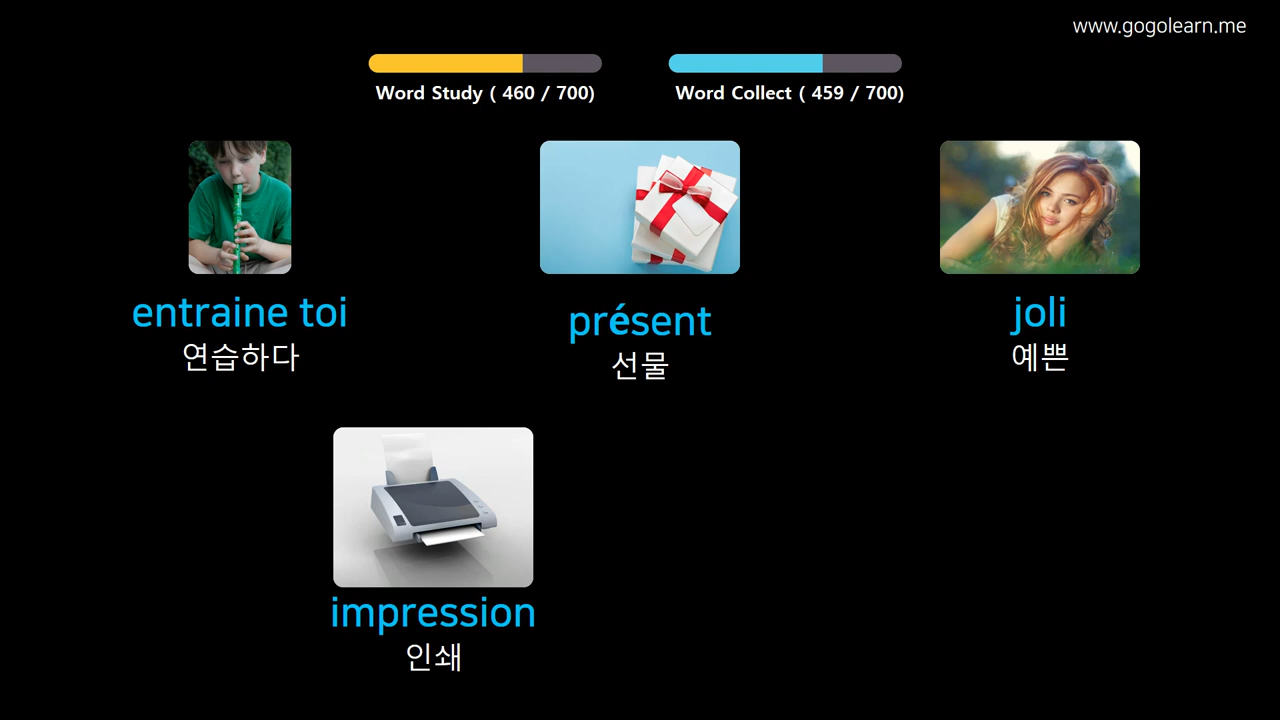 www.gogolearn.me
Word Study ( 460 / 700)
Word Collect ( 459 / 700)
entraine toi
연습하다
présent
선물
joli
예쁜
impression
인쇄